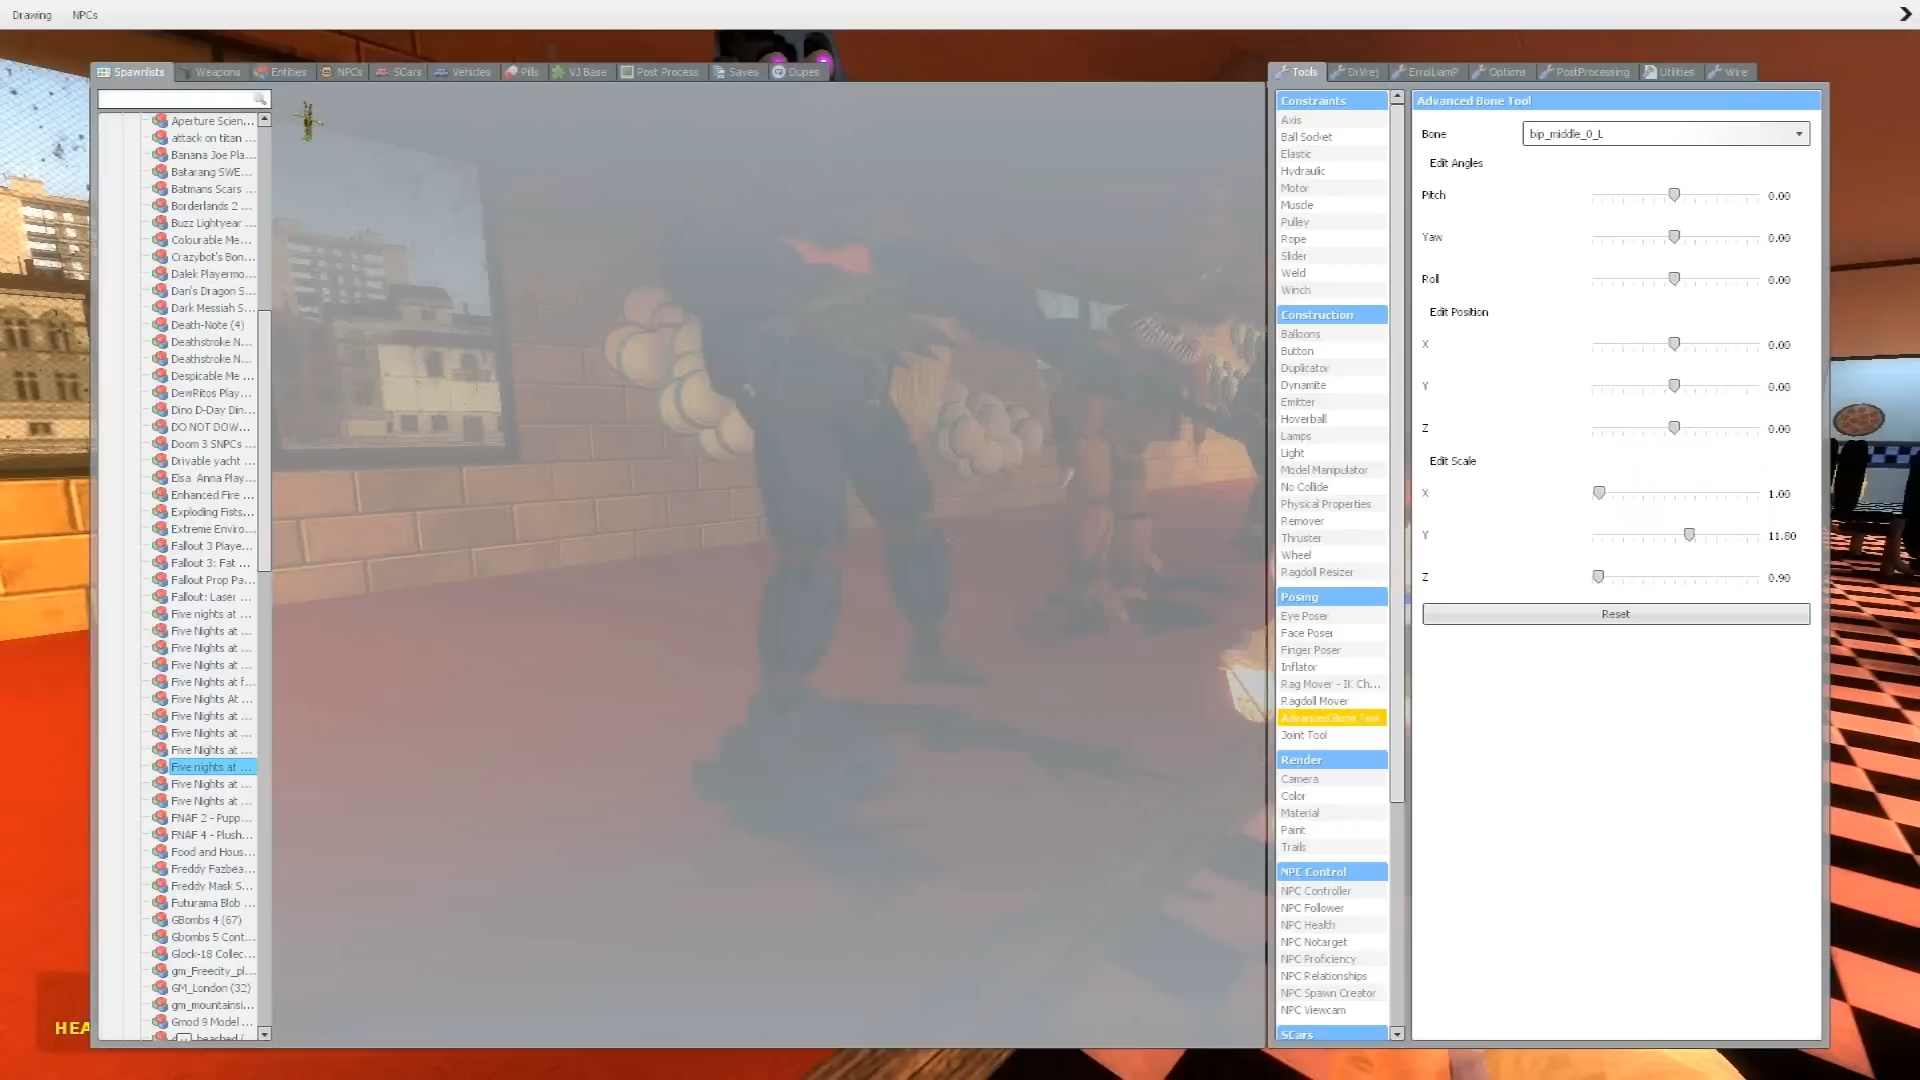 Drawing NPCs
Spawnlists Weapons Entities NPCs SCars Vehicles Pills VJ Base Post Process Saves Dupes
Aperture Scien...
attack on titan ...
Banana Joe Pla...
Batarang SWE...
Batmans Scars ...
Borderlands 2 ...
Buzz Lightyear ...
Colourable Me...
Crazybot's Bon...
Dalek Playermo...
Dan's Dragon S...
Dark Messiah S...
Death-Note (4)
Deathstroke N...
Deathstroke N...
Despicable Me ...
DewRitos Play...
Dino D-Day Din...
DO NOT DOW...
Doom 3 SNPCs ...
Drivable yacht ...
Elsa Anna Play...
Enhanced Fire ...
Exploding Fists...
Extreme Enviro...
Fallout 3 Playe...
Fallout 3: Fat ...
Fallout Prop Pa...
Fallout: Laser ...
Five nights at ...
Five Nights at ...
Five Nights at ...
Five Nights at ...
Five Nights at f...
Five Nights At ...
Five Nights at ...
Five Nights at ...
Five Nights at ...
Five nights at ...
Five Nights at ...
Five Nights at ...
FNAF 2 - Pupp...
FNAF 4 - Plush...
Food and Hous...
Freddy Fazbea...
Freddy Mask S...
Futurama Blob ...
GBombs 4 (67)
Gbombs 5 Cont...
Glock-18 Collec...
gm_Freecity_pl...
GM_London (32)
gm_mountainsi...
Gmod 9 Model ...
HEA
Tools DrVrej ErrolLiamP Options PostProcessing Utilities Wire
Constraints
Axis
Ball Socket
Elastic
Hydraulic
Motor
Muscle
Pulley
Rope
Slider
Weld
Winch
Construction
Balloons
Button
Duplicator
Dynamite
Emitter
Hoverball
Lamps
Light
Model Manipulator
No Collide
Physical Properties
Remover
Thruster
Wheel
Ragdoll Resizer
Posing
Eye Poser
Face Poser
Finger Poser
Inflator
Rag Mover - IK Ch...
Ragdoll Mover
Advanced Bone Tool
Joint Tool
Render
Camera
Color
Material
Paint
Trails
NPC Control
NPC Controller
NPC Follower
NPC Health
NPC Notarget
NPC Proficiency
NPC Relationships
NPC Spawn Creator
NPC Viewcam
SCars
Advanced Bone Tool
Bone bip_middle_0_L
Edit Angles
Pitch 0.00
Yaw 0.00
Roll 0.00
Edit Position
X 0.00
Y 0.00
Z 0.00
Edit Scale
X 1.00
Y 11.80
Z 0.90
Reset